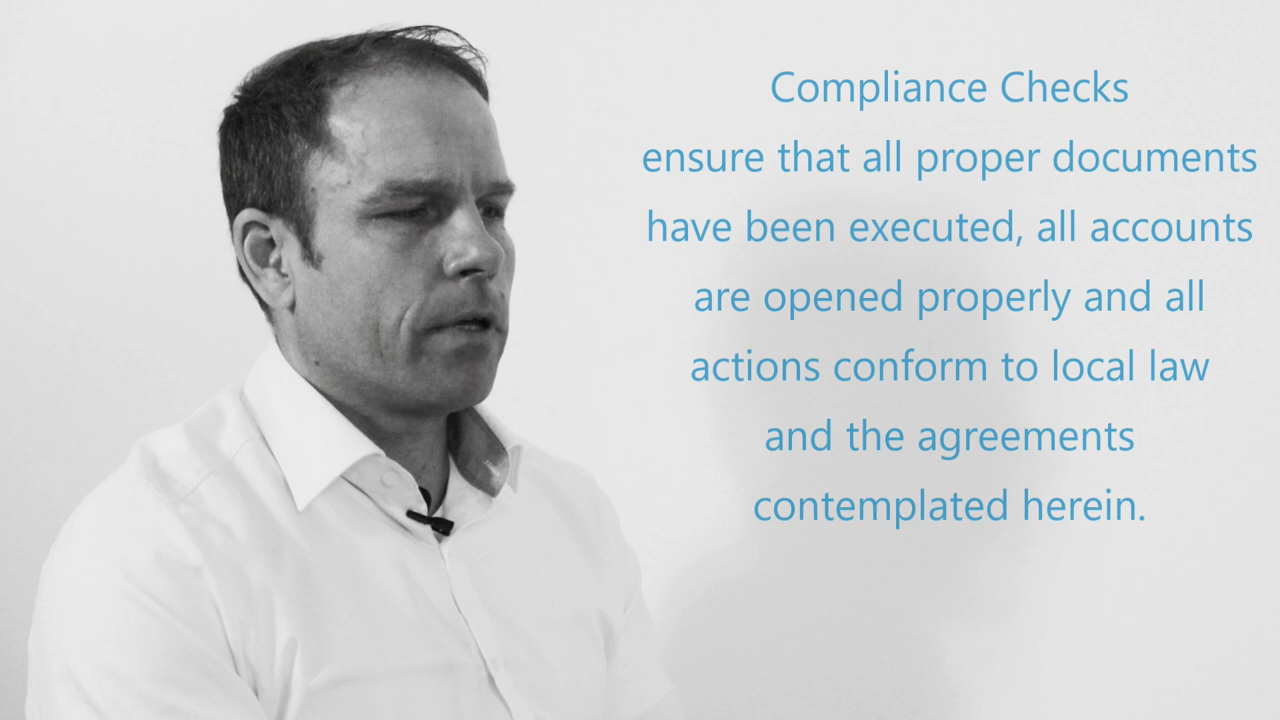 Compliance Checks
ensure that all proper documents
have been executed, all accounts
are opened properly and all
actions conform to local law
and the agreements
contemplated herein.